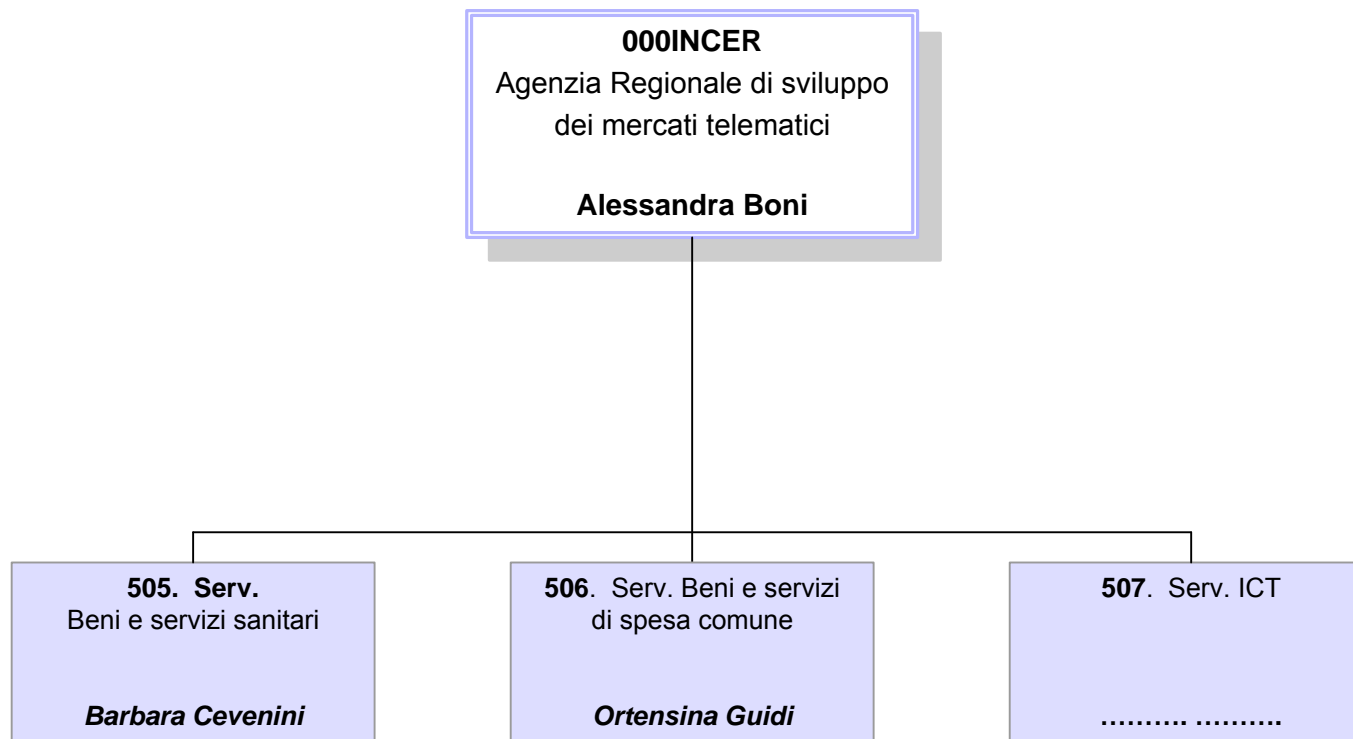 000INCER
Agenzia Regionale di sviluppo
dei mercati telematici
Alessandra Boni
505. Serv.
Beni e servizi sanitari
Barbara Cevenini
506. Serv. Beni e servizi
di spesa comune
Ortensina Guidi
507. Serv. ICT
………. ……….